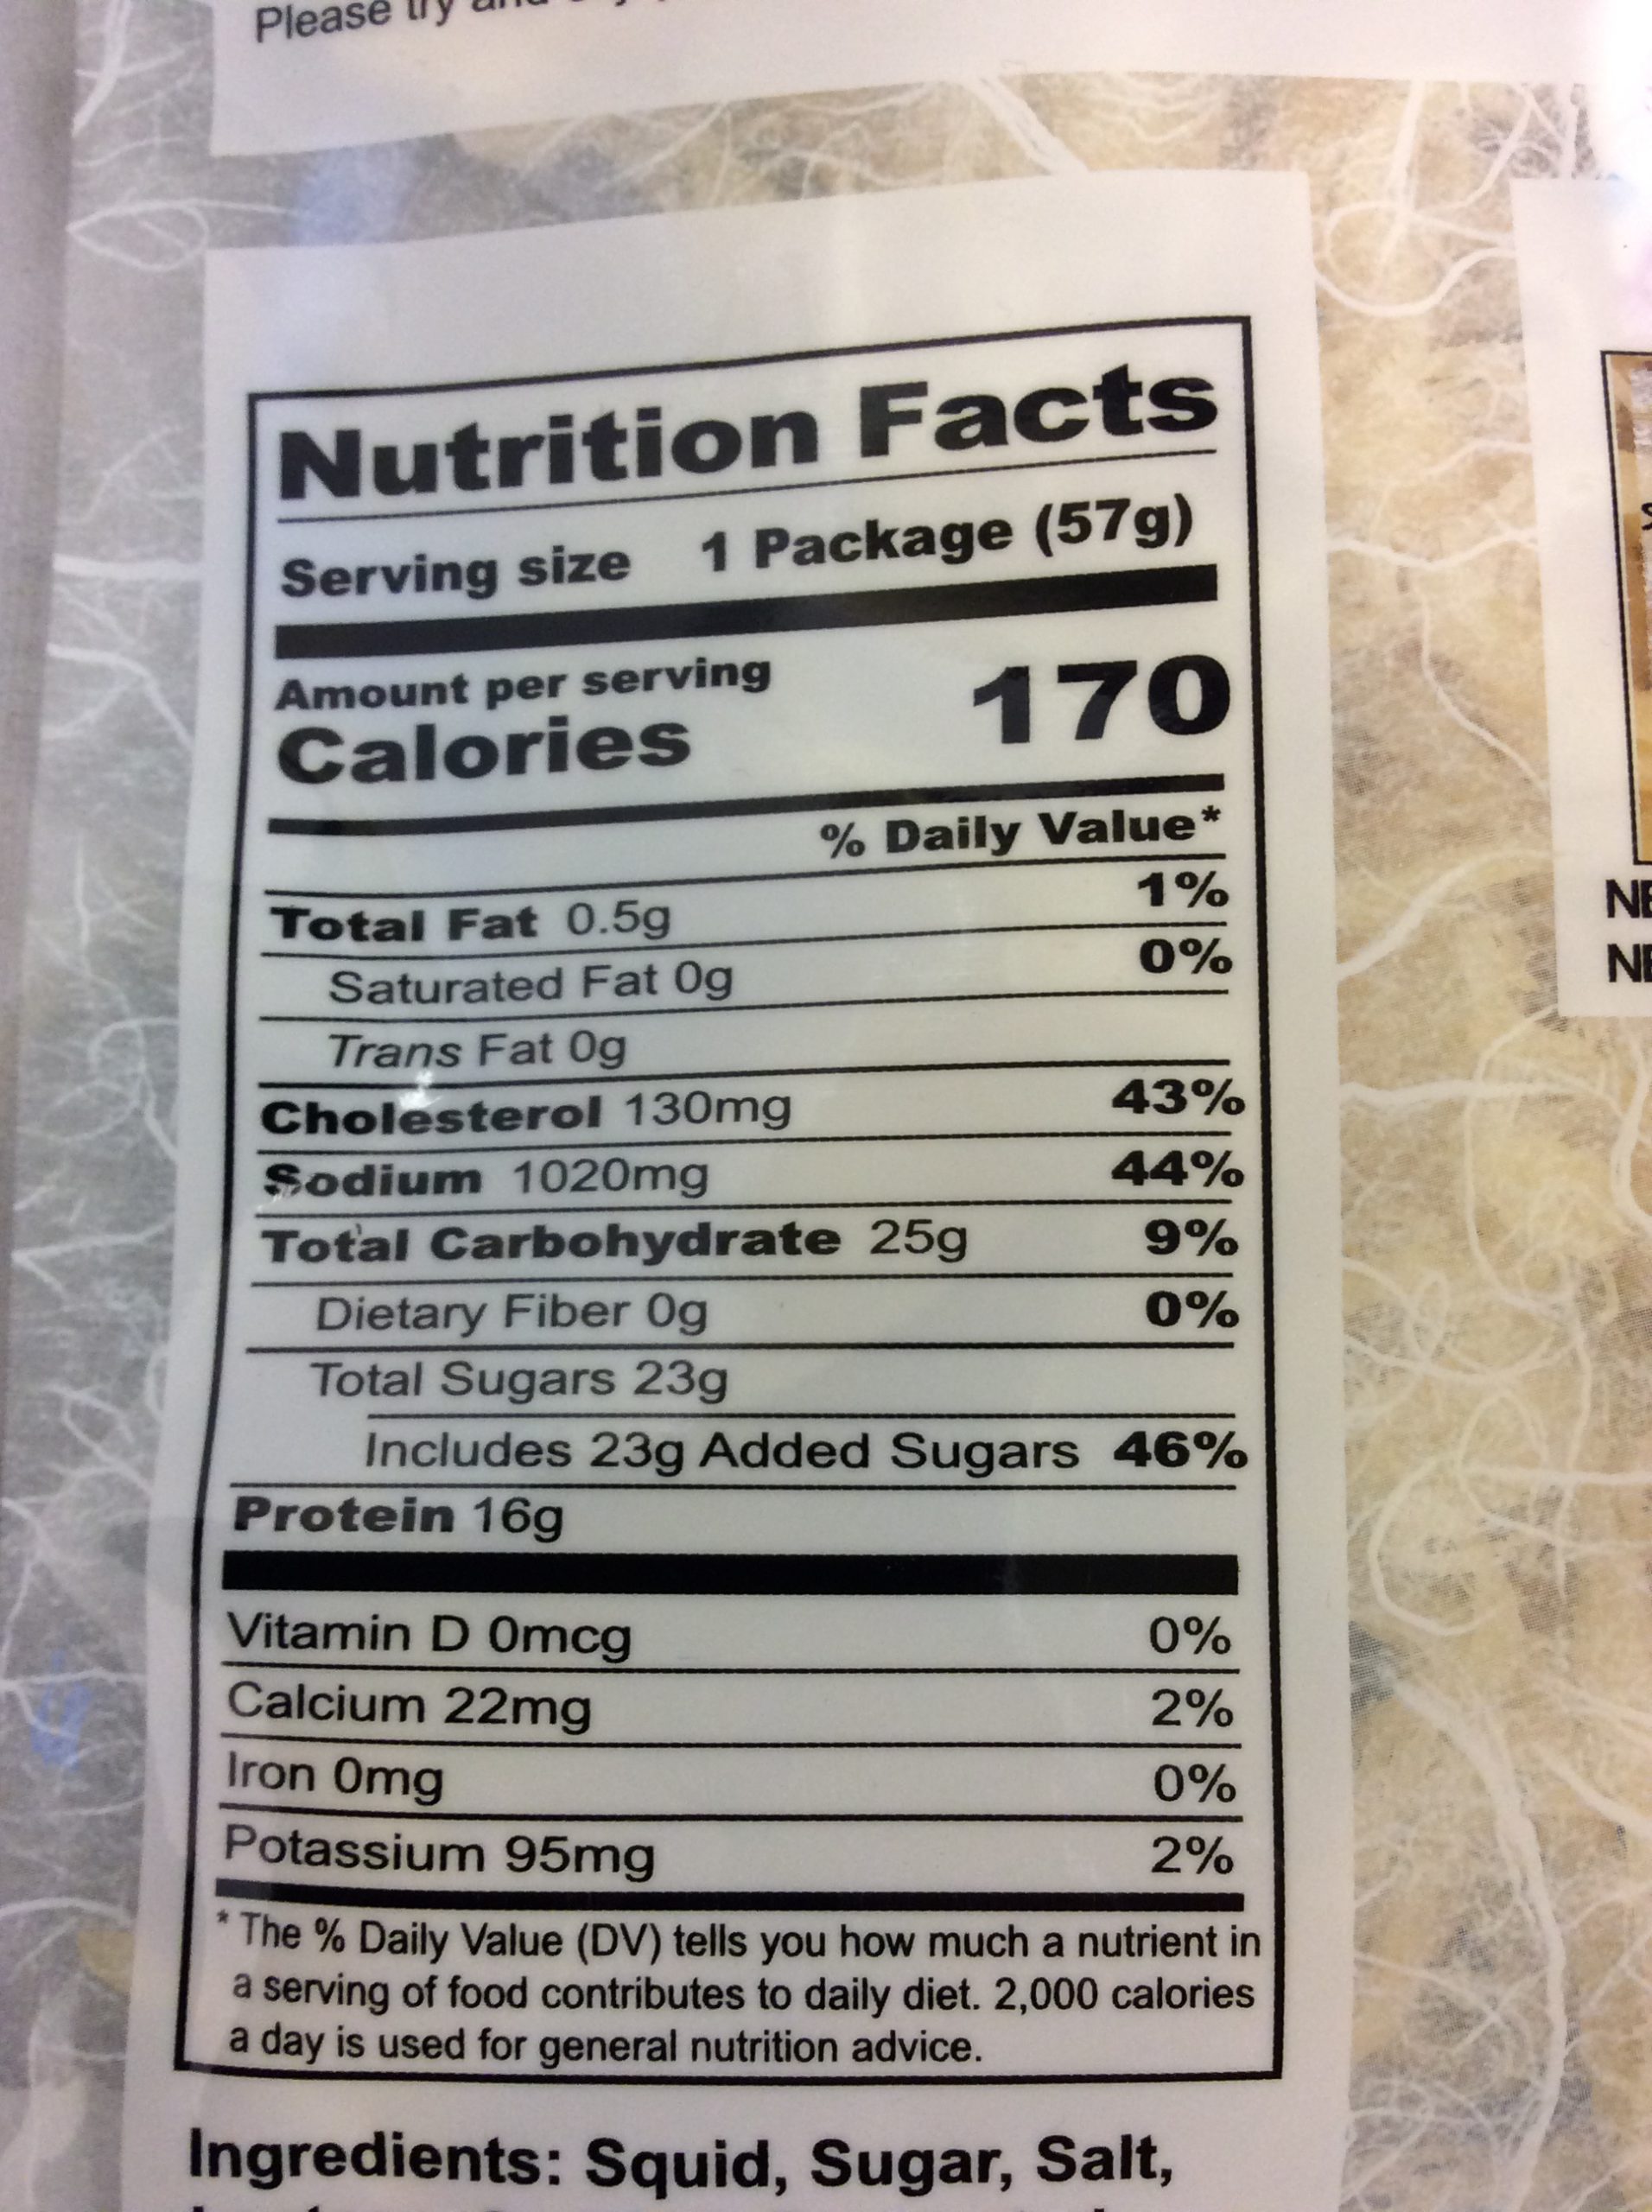 Please try
Nutrition Facts
Serving size 1 Package (57g)
Amount per serving
Calories 170
% Daily Value*
Total Fat 0.5g 1%
Saturated Fat 0g 0%
Trans Fat 0g
Cholesterol 130mg 43%
Sodium 1020mg 44%
Total Carbohydrate 25g 9%
Dietary Fiber 0g 0%
Total Sugars 23g
Includes 23g Added Sugars 46%
Protein 16g
Vitamin D 0mcg 0%
Calcium 22mg 2%
Iron 0mg 0%
Potassium 95mg 2%
* The % Daily Value (DV) tells you how much a nutrient in
a serving of food contributes to daily diet. 2,000 calories
a day is used for general nutrition advice.
Ingredients: Squid, Sugar, Salt,